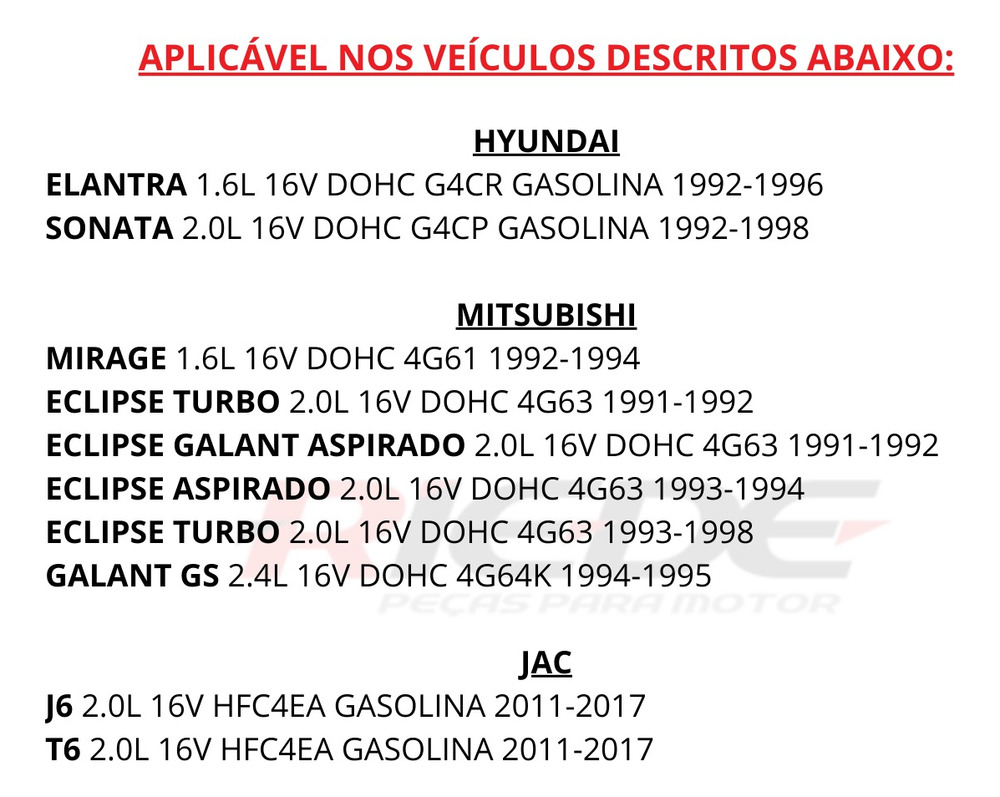 APLICÁVEL NOS VEÍCULOS DESCRITOS ABAIXO:
HYUNDAI
ELANTRA 1.6L 16V DOHC G4CR GASOLINA 1992-1996
SONATA 2.0L 16V DOHC G4CP GASOLINA 1992-1998
MITSUBISHI
MIRAGE 1.6L 16V DOHC 4G61 1992-1994
ECLIPSE TURBO 2.0L 16V DOHC 4G63 1991-1992
ECLIPSE GALANT ASPIRADO 2.0L 16V DOHC 4G63 1991-1992
ECLIPSE ASPIRADO 2.0L 16V DOHC 4G63 1993-1994
ECLIPSE TURBO 2.0L 16V DOHC 4G63 1993-1998
GALANT GS 2.4L 16V DOHC 4G64K 1994-1995
RIEDE
PEÇAS PARA MOTOR
JAC
J6 2.0L 16V HFC4EA GASOLINA 2011-2017
T6 2.0L 16V HFC4EA GASOLINA 2011-2017